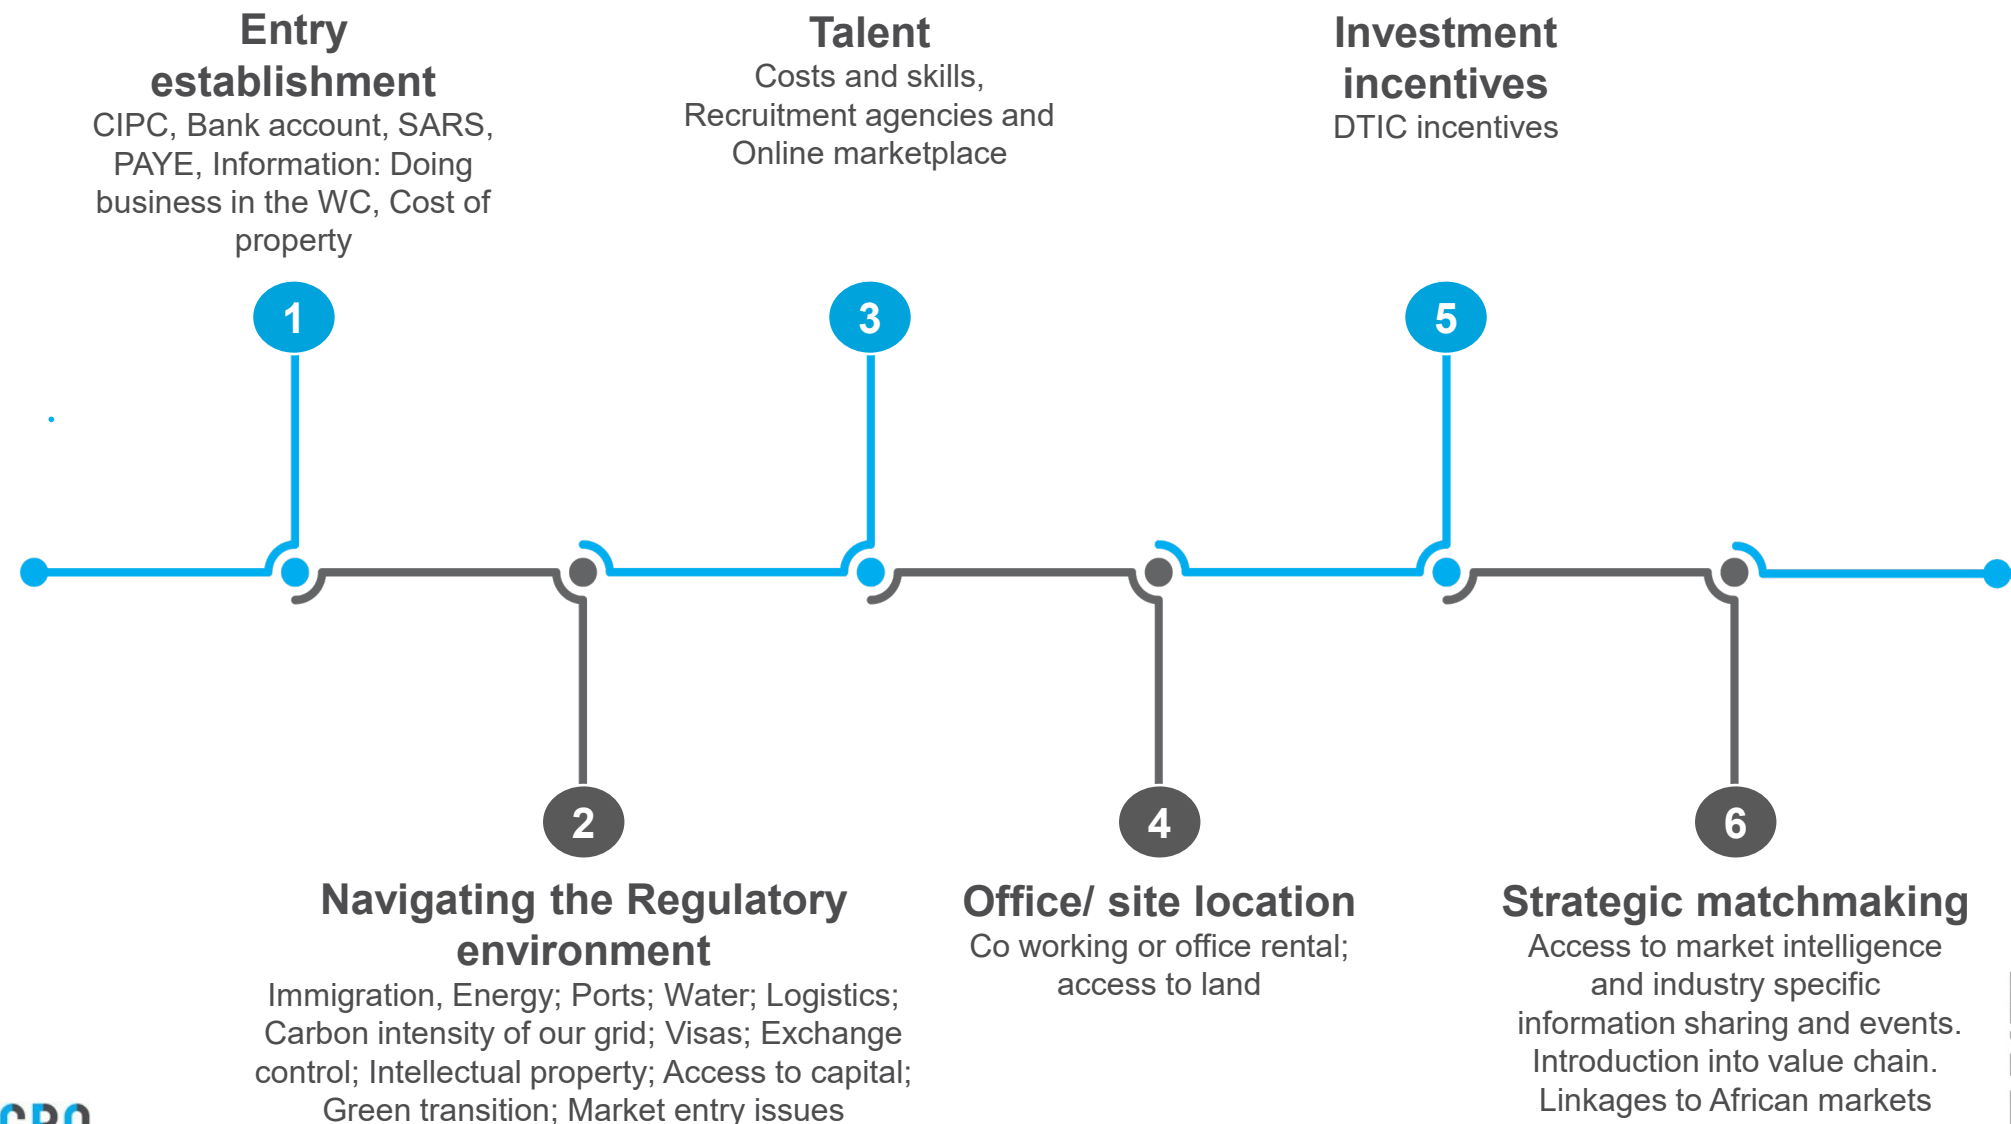 Entry
establishment
CIPC, Bank account, SARS,
PAYE, Information: Doing
business in the WC, Cost of
property
1
Talent
Costs and skills,
Recruitment agencies and
Online marketplace
3
Investment
incentives
DTIC incentives
5
2
Navigating the Regulatory
environment
Immigration, Energy; Ports; Water; Logistics;
Carbon intensity of our grid; Visas; Exchange
control; Intellectual property; Access to capital;
Green transition; Market entry issues
4
Office/ site location
Co working or office rental;
access to land
6
Strategic matchmaking
Access to market intelligence
and industry specific
information sharing and events.
Introduction into value chain.
Linkages to African markets